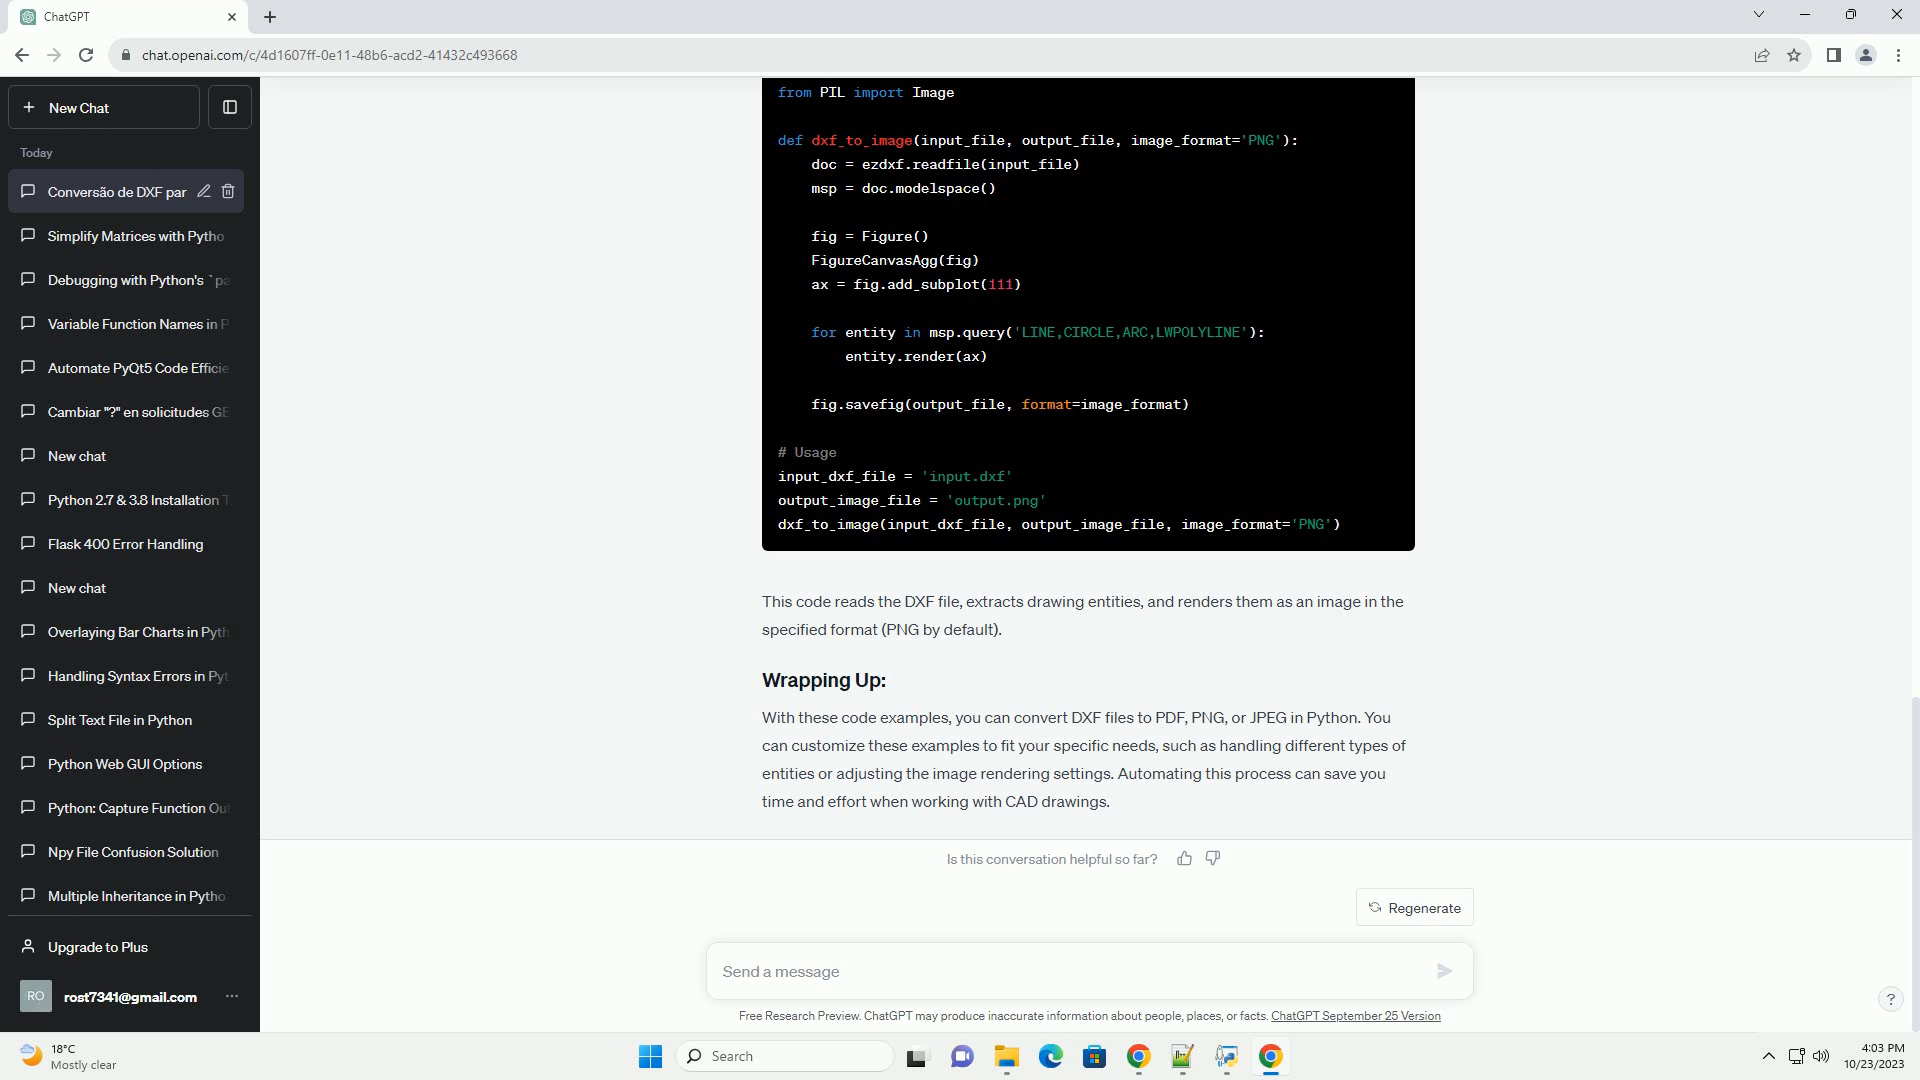 ChatGPT
chat.openai.com/c/4d1607ff-0e11-48b6-acd2-41432c493668
New Chat
Today
Conversão de DXF par
Simplify Matrices with Pytho
Debugging with Python's `pa
Variable Function Names in P
Automate PyQt5 Code Efficie
Cambiar "?" en solicitudes GE
New chat
Python 2.7 & 3.8 Installation T
Flask 400 Error Handling
New chat
Overlaying Bar Charts in Pyth
Handling Syntax Errors in Pyt
Split Text File in Python
Python Web GUI Options
Python: Capture Function Out
Npy File Confusion Solution
Multiple Inheritance in Pytho
Upgrade to Plus
RO
rost7341@gmail.com
from PIL import Image
def dxf_to_image(input_file, output_file, image_format='PNG'):
doc = ezdxf.readfile(input_file)
msp = doc.modelspace()
fig = Figure()
FigureCanvasAgg(fig)
ax = fig.add_subplot(111)
for entity in msp.query('LINE,CIRCLE,ARC,LWPOLYLINE'):
entity.render(ax)
fig.savefig(output_file, format=image_format)
# Usage
input_dxf_file = 'input.dxf'
output_image_file = 'output.png'
dxf_to_image(input_dxf_file, output_image_file, image_format='PNG')
This code reads the DXF file, extracts drawing entities, and renders them as an image in the
specified format (PNG by default).
Wrapping Up:
With these code examples, you can convert DXF files to PDF, PNG, or JPEG in Python. You
can customize these examples to fit your specific needs, such as handling different types of
entities or adjusting the image rendering settings. Automating this process can save you
time and effort when working with CAD drawings.
Is this conversation helpful so far?
Regenerate
Send a message
Free Research Preview. ChatGPT may produce inaccurate information about people, places, or facts. ChatGPT September 25 Version
?
18°C
Mostly clear
Search
4:03 PM
10/23/2023